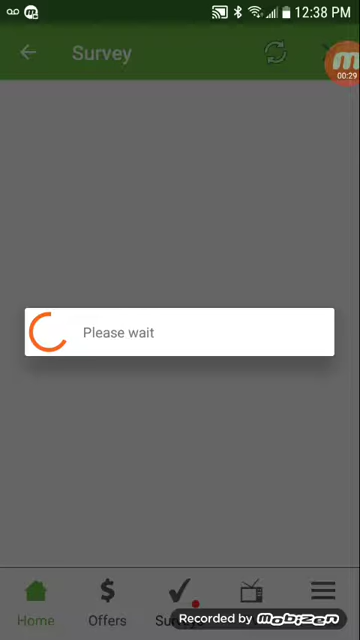 12:38 PM
Survey
00:29
Please wait
Home
Offers
Recorded by mobizen